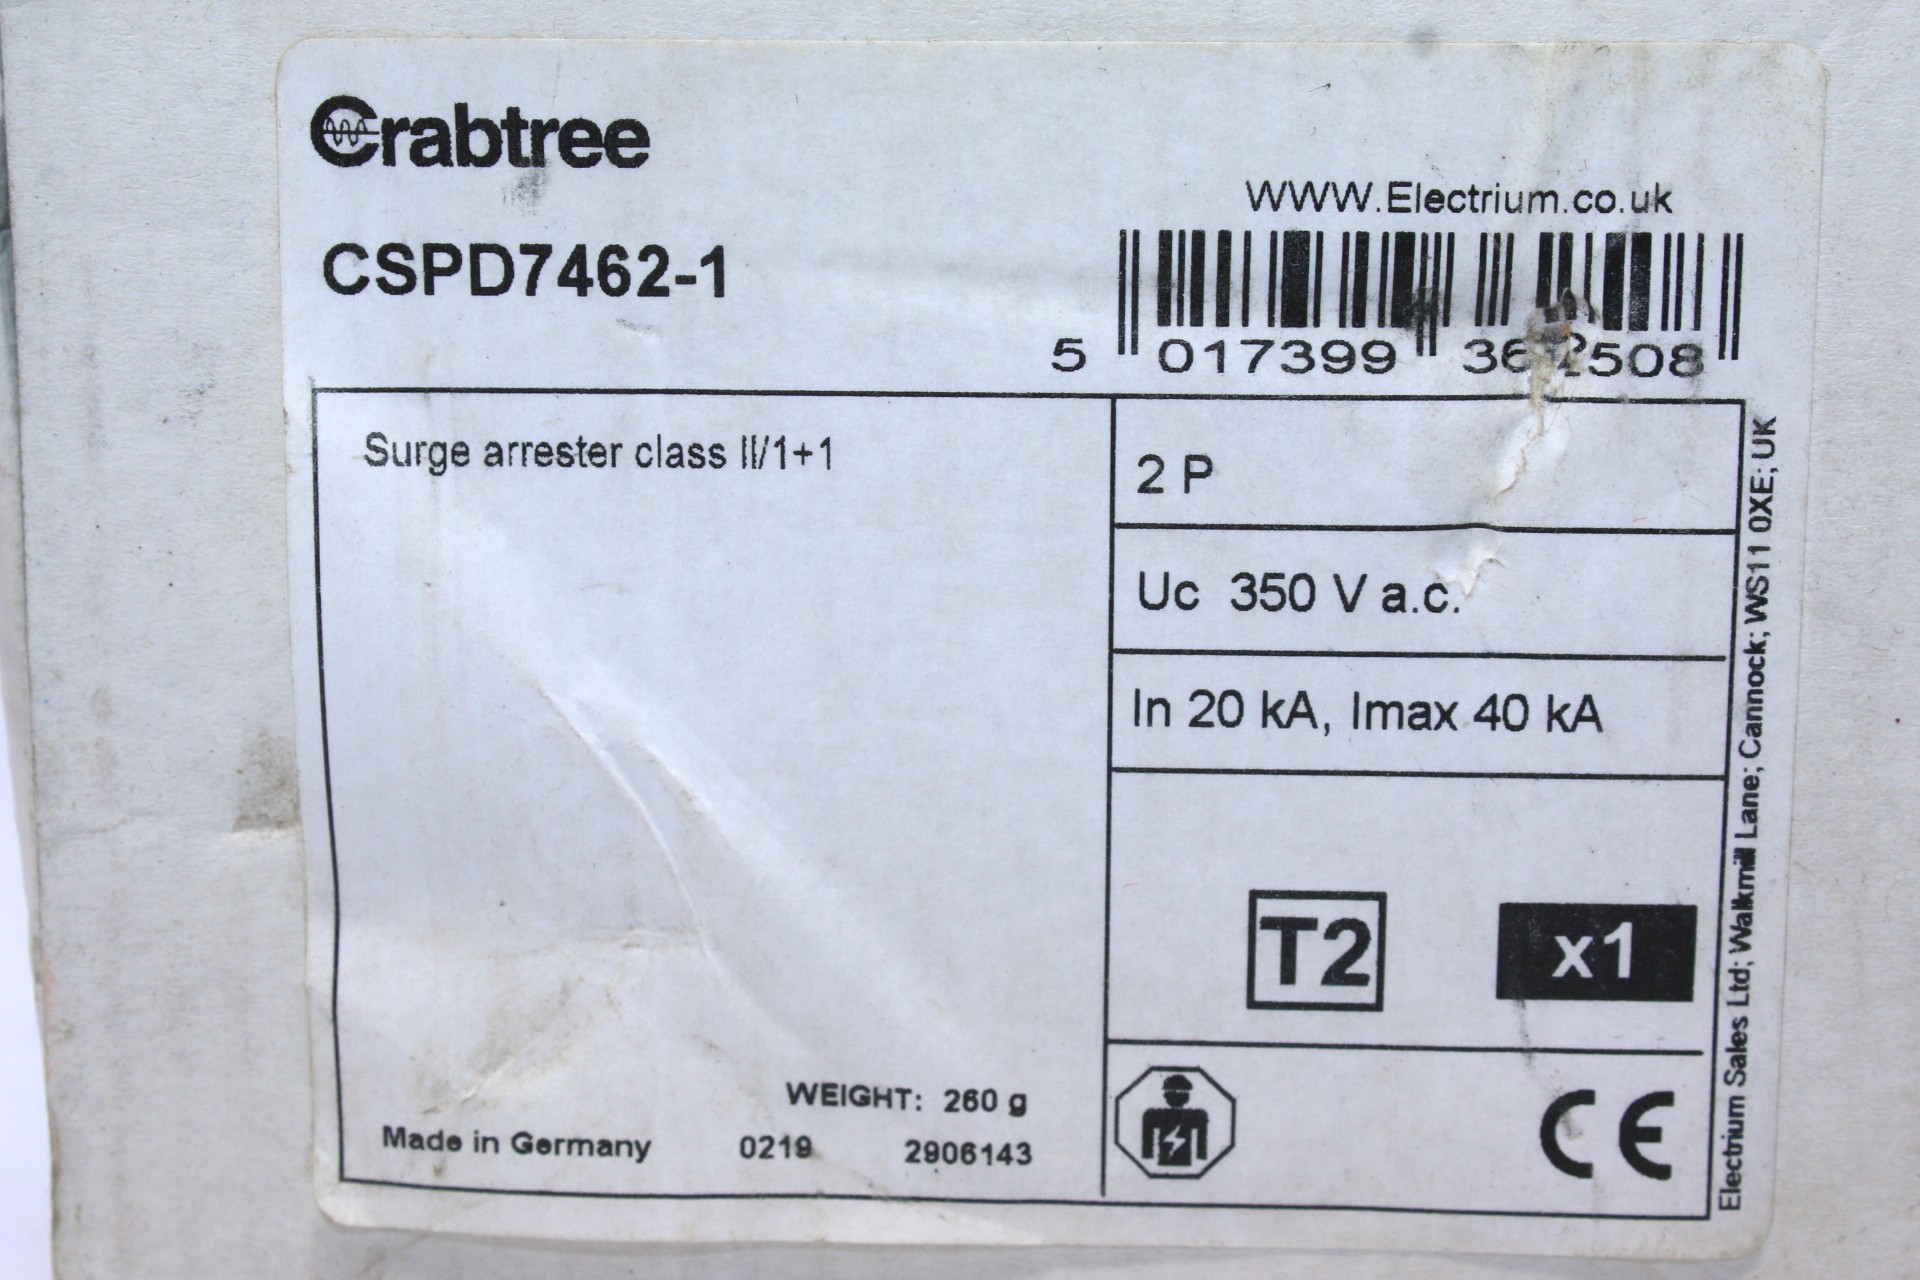 Crabtree
WWW.Electrium.co.uk
CSPD7462-1
5 017399
Surge arrester class II/1+1
2 P
Uc 350 V a.c.
In 20 kA, Imax 40 kA
T2 x1
WEIGHT: 260 g
Made in Germany 0219 2906143
CE
Electrium Sales Ltd; Walkmill Lane; Cannock; WS11 0XE; UK